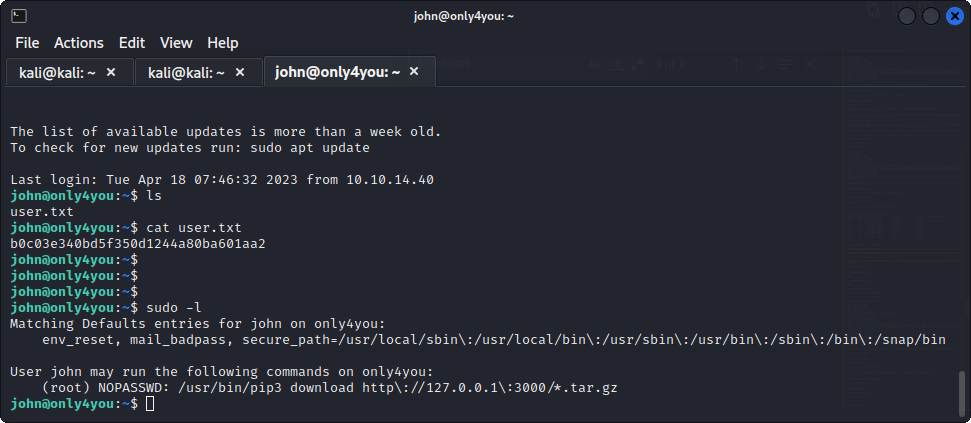 john@only4you: ~
File Actions Edit View Help
kali@kali: ~ × kali@kali: ~ × john@only4you: ~ ×
The list of available updates is more than a week old.
To check for new updates run: sudo apt update
Last login: Tue Apr 18 07:46:32 2023 from 10.10.14.40
john@only4you:~$ ls
user.txt
john@only4you:~$ cat user.txt
b0c03e340bd5f350d1244a80ba601aa2
john@only4you:~$
john@only4you:~$
john@only4you:~$
john@only4you:~$ sudo -l
Matching Defaults entries for john on only4you:
    env_reset, mail_badpass, secure_path=/usr/local/sbin\:/usr/local/bin\:/usr/sbin\:/usr/bin\:/sbin\:/bin\:/snap/bin
User john may run the following commands on only4you:
    (root) NOPASSWD: /usr/bin/pip3 download http\://127.0.0.1\:3000/*.tar.gz
john@only4you:~$